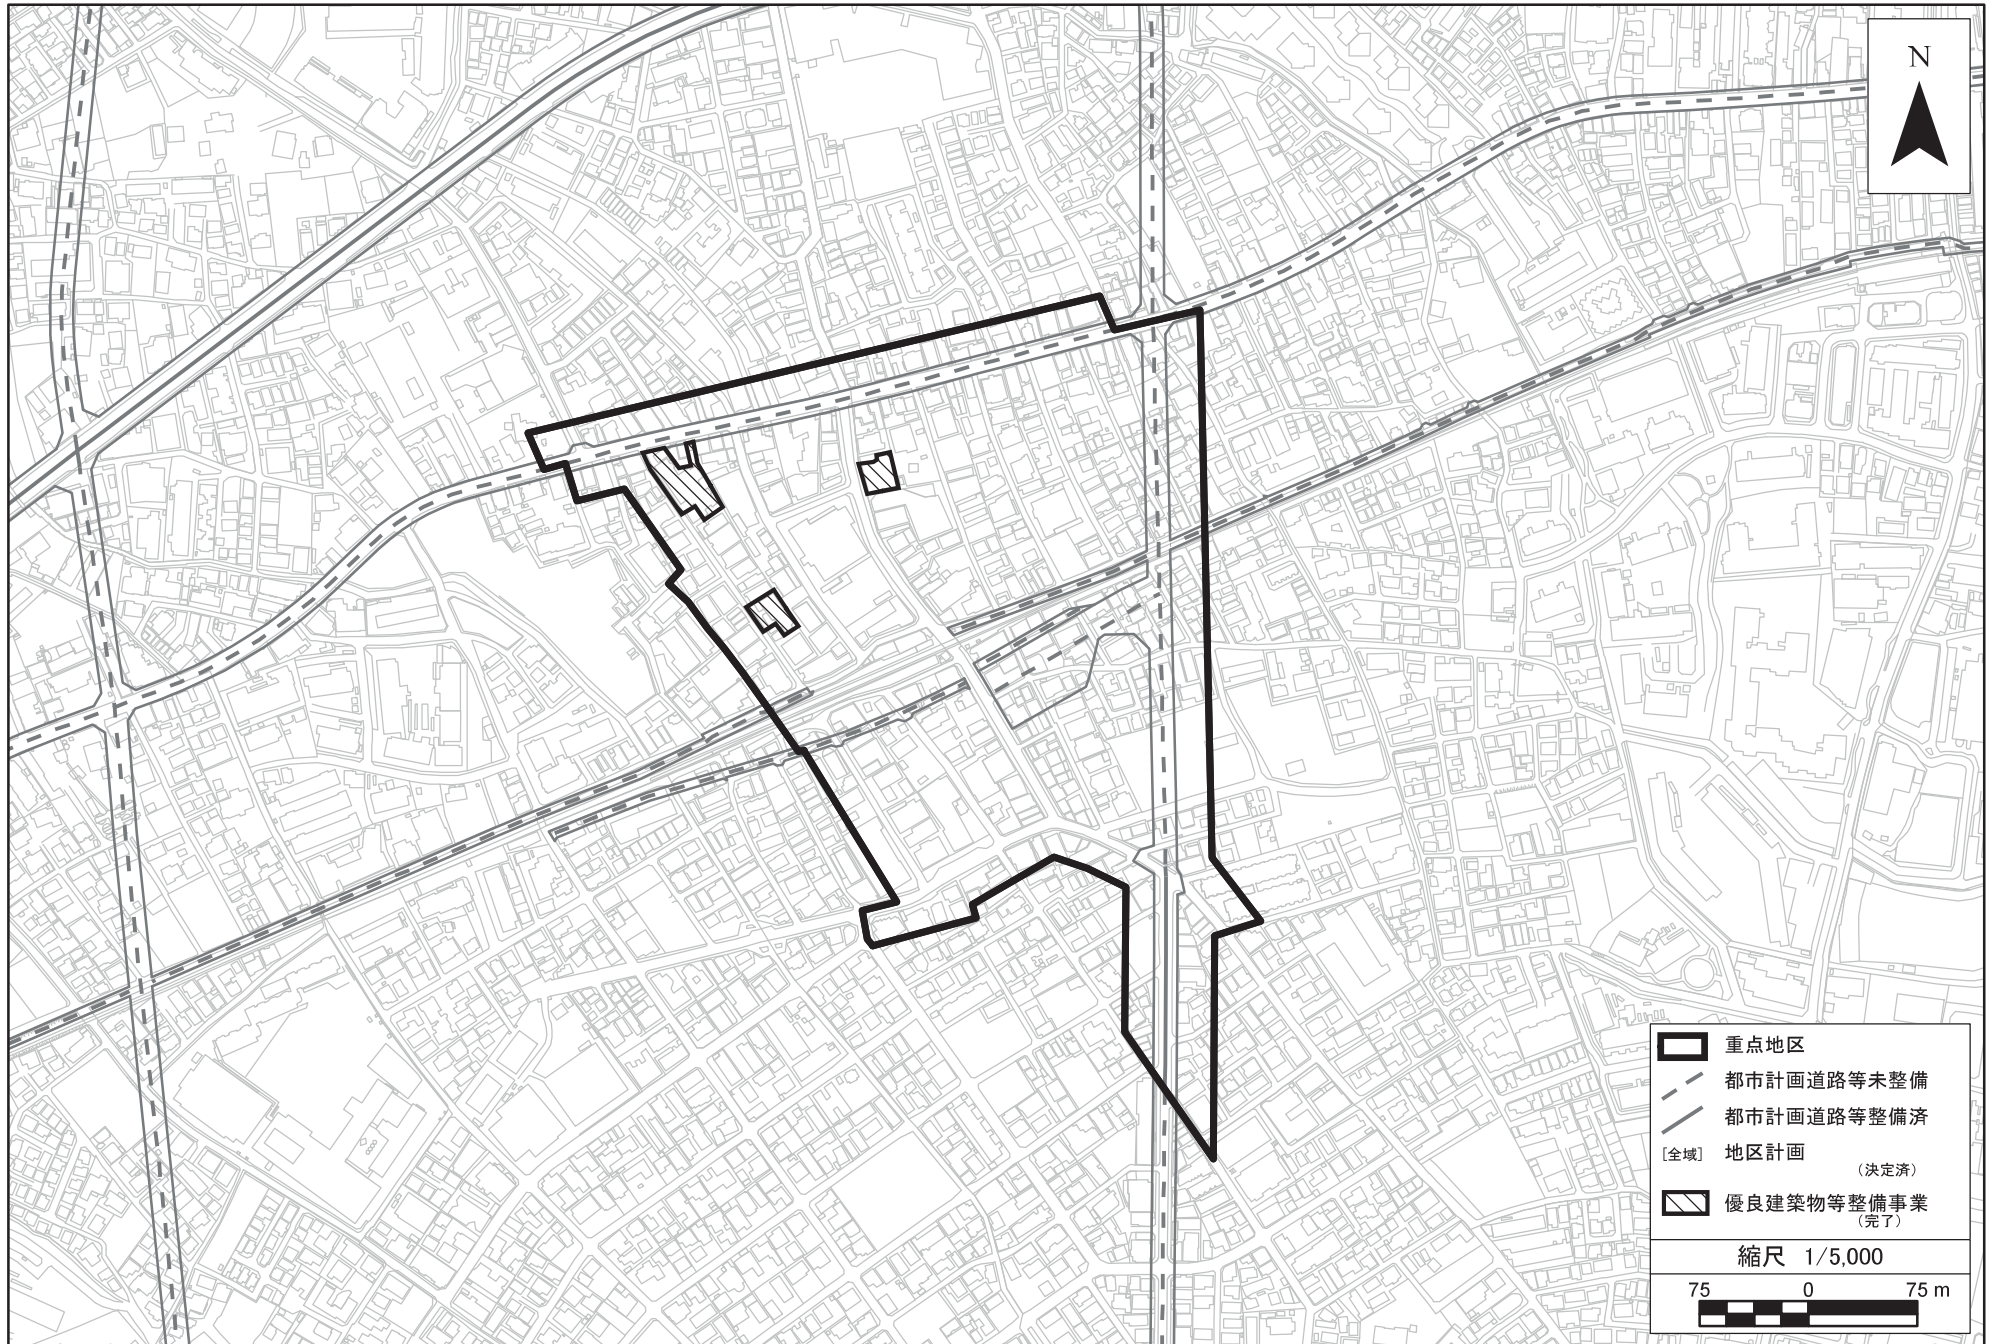 N
重点地区
都市計画道路等未整備
都市計画道路等整備済
[全域] 地区計画
(決定済)
優良建築物等整備事業
(完了)
縮尺 1/5,000
75 0 75 m